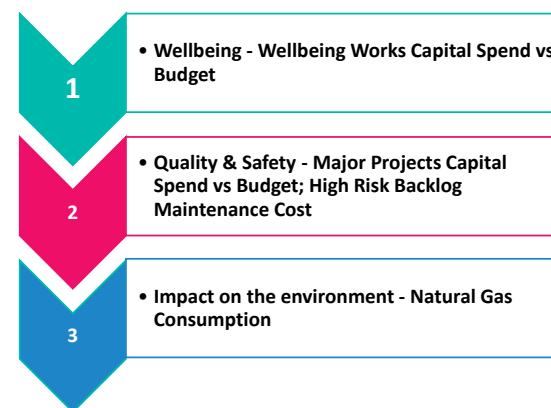 1
• Wellbeing - Wellbeing Works Capital Spend vs
Budget
2
• Quality & Safety - Major Projects Capital
Spend vs Budget; High Risk Backlog
Maintenance Cost
3
• Impact on the environment - Natural Gas
Consumption